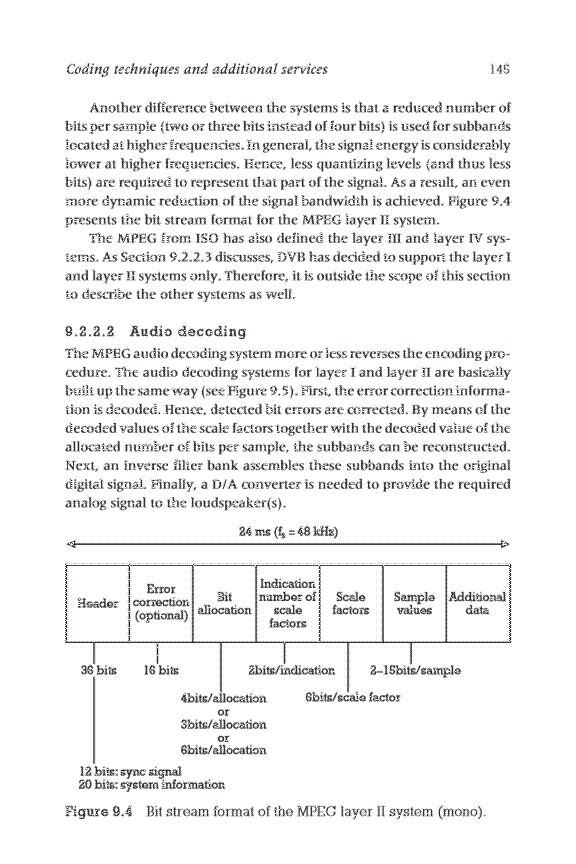 Coding techniques and additional services 145
Another difference between the systems is that a reduced number of
bits per sample (two or three bits instead of four bits) is used for subbands
located at higher frequencies. In general, the signal energy is considerably
lower at higher frequencies. Hence, less quantizing levels (and thus less
bits) are required to represent that part of the signal. As a result, an even
more dynamic reduction of the signal bandwidth is achieved. Figure 9.4
presents the bit stream format for the MPEG layer II system.
The MPEG from ISO has also defined the layer III and layer IV sys-
tems. As Section 9.2.2.3 discusses, DVB has decided to support the layer I
and layer II systems only. Therefore, it is outside the scope of this section
to describe the other systems as well.
9.2.2.2 Audio decoding
The MPEG audio decoding system more or less reverses the encoding pro-
cedure. The audio decoding systems for layer I and layer II are basically
built up the same way (see Figure 9.5). First, the error correction informa-
tion is decoded. Hence, detected bit errors are corrected. By means of the
decoded values of the scale factors together with the decoded value of the
allocated number of bits per sample, the subbands can be reconstructed.
Next, an inverse filter bank assembles these subbands into the original
digital signal. Finally, a D/A converter is needed to provide the required
analog signal to the loudspeaker(s).
24 ms (fs = 48 kHz)
Header
Error
correction
(optional)
Bit
allocation
Indication
number of
scale
factors
Scale
factors
Sample
values
Additional
data
36 bits
16 bits
2bits/indication
2–15bits/sample
4bits/allocation
or
3bits/allocation
or
6bits/allocation
6bits/scale factor
12 bits: sync signal
20 bits: system information
Figure 9.4 Bit stream format of the MPEG layer II system (mono).